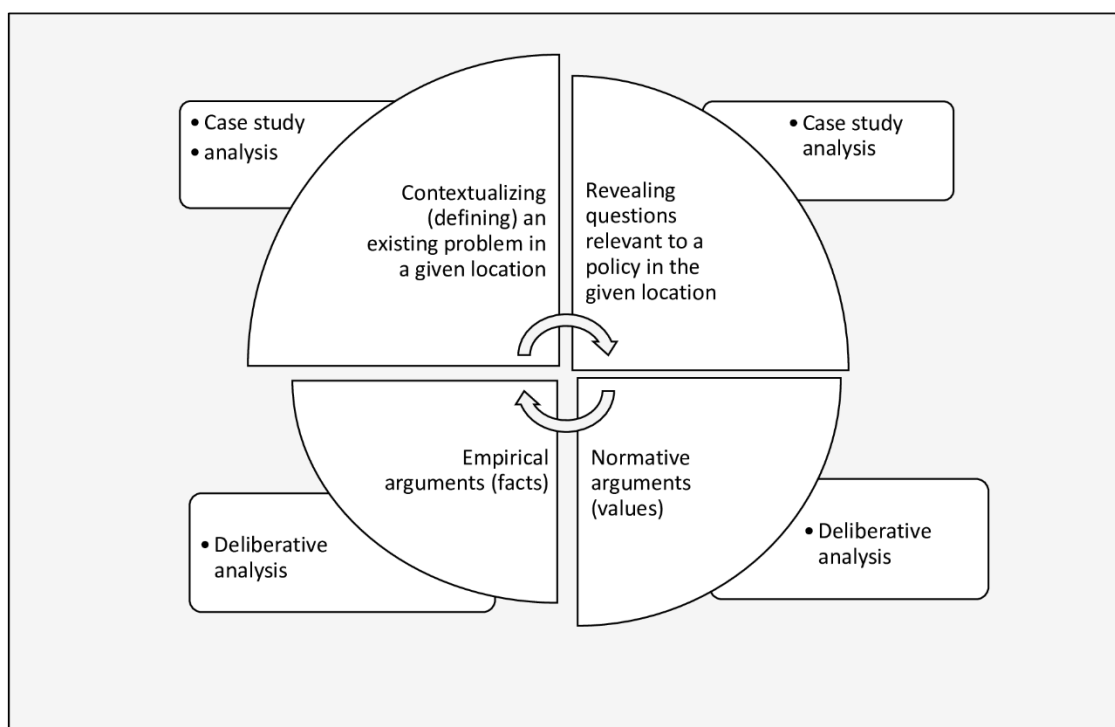 • Case study
• analysis
Contextualizing
(defining) an
existing problem in
a given location
Revealing
questions
relevant to a
policy in the
given location
• Case study
analysis
• Deliberative
analysis
Empirical
arguments (facts)
Normative
arguments
(values)
• Deliberative
analysis